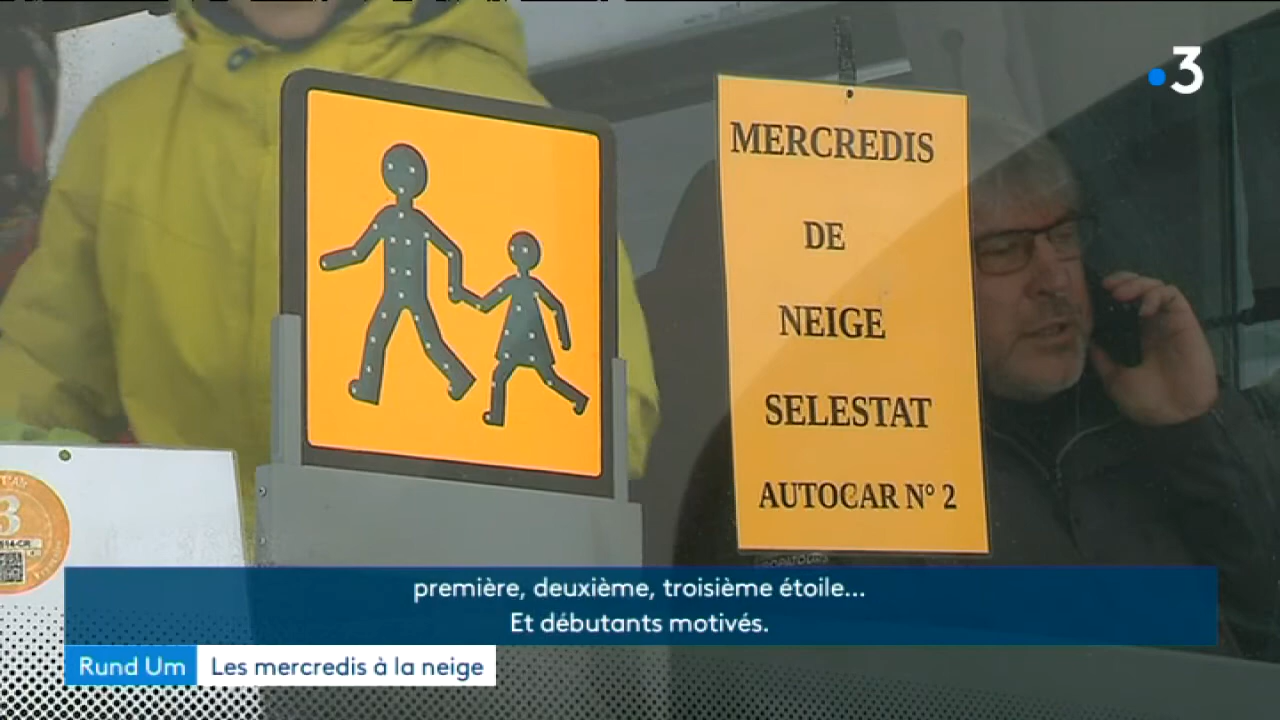 3
MERCREDIS
DE
NEIGE
SELESTAT
AUTOCAR N° 2
3
première, deuxième, troisième étoile...
Et débutants motivés.
Rund Um
Les mercredis à la neige